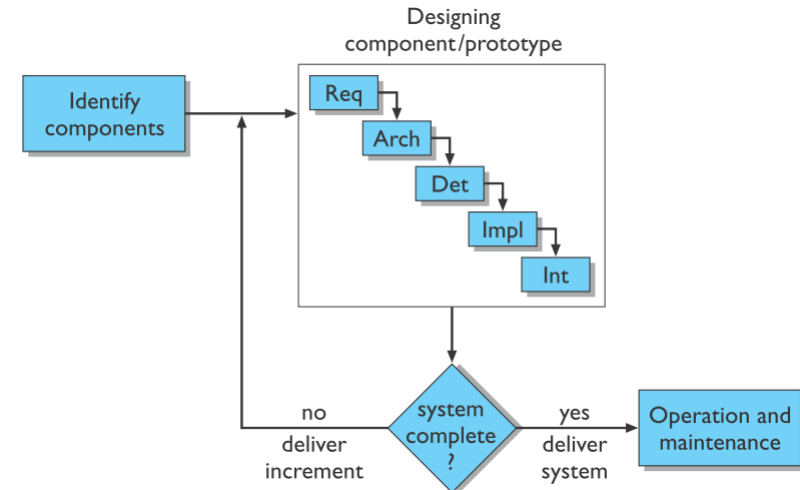 Designing
component/prototype
Identify
components
Req
Arch
Det
Impl
Int
no
deliver
increment
system
complete
?
yes
deliver
system
Operation and
maintenance